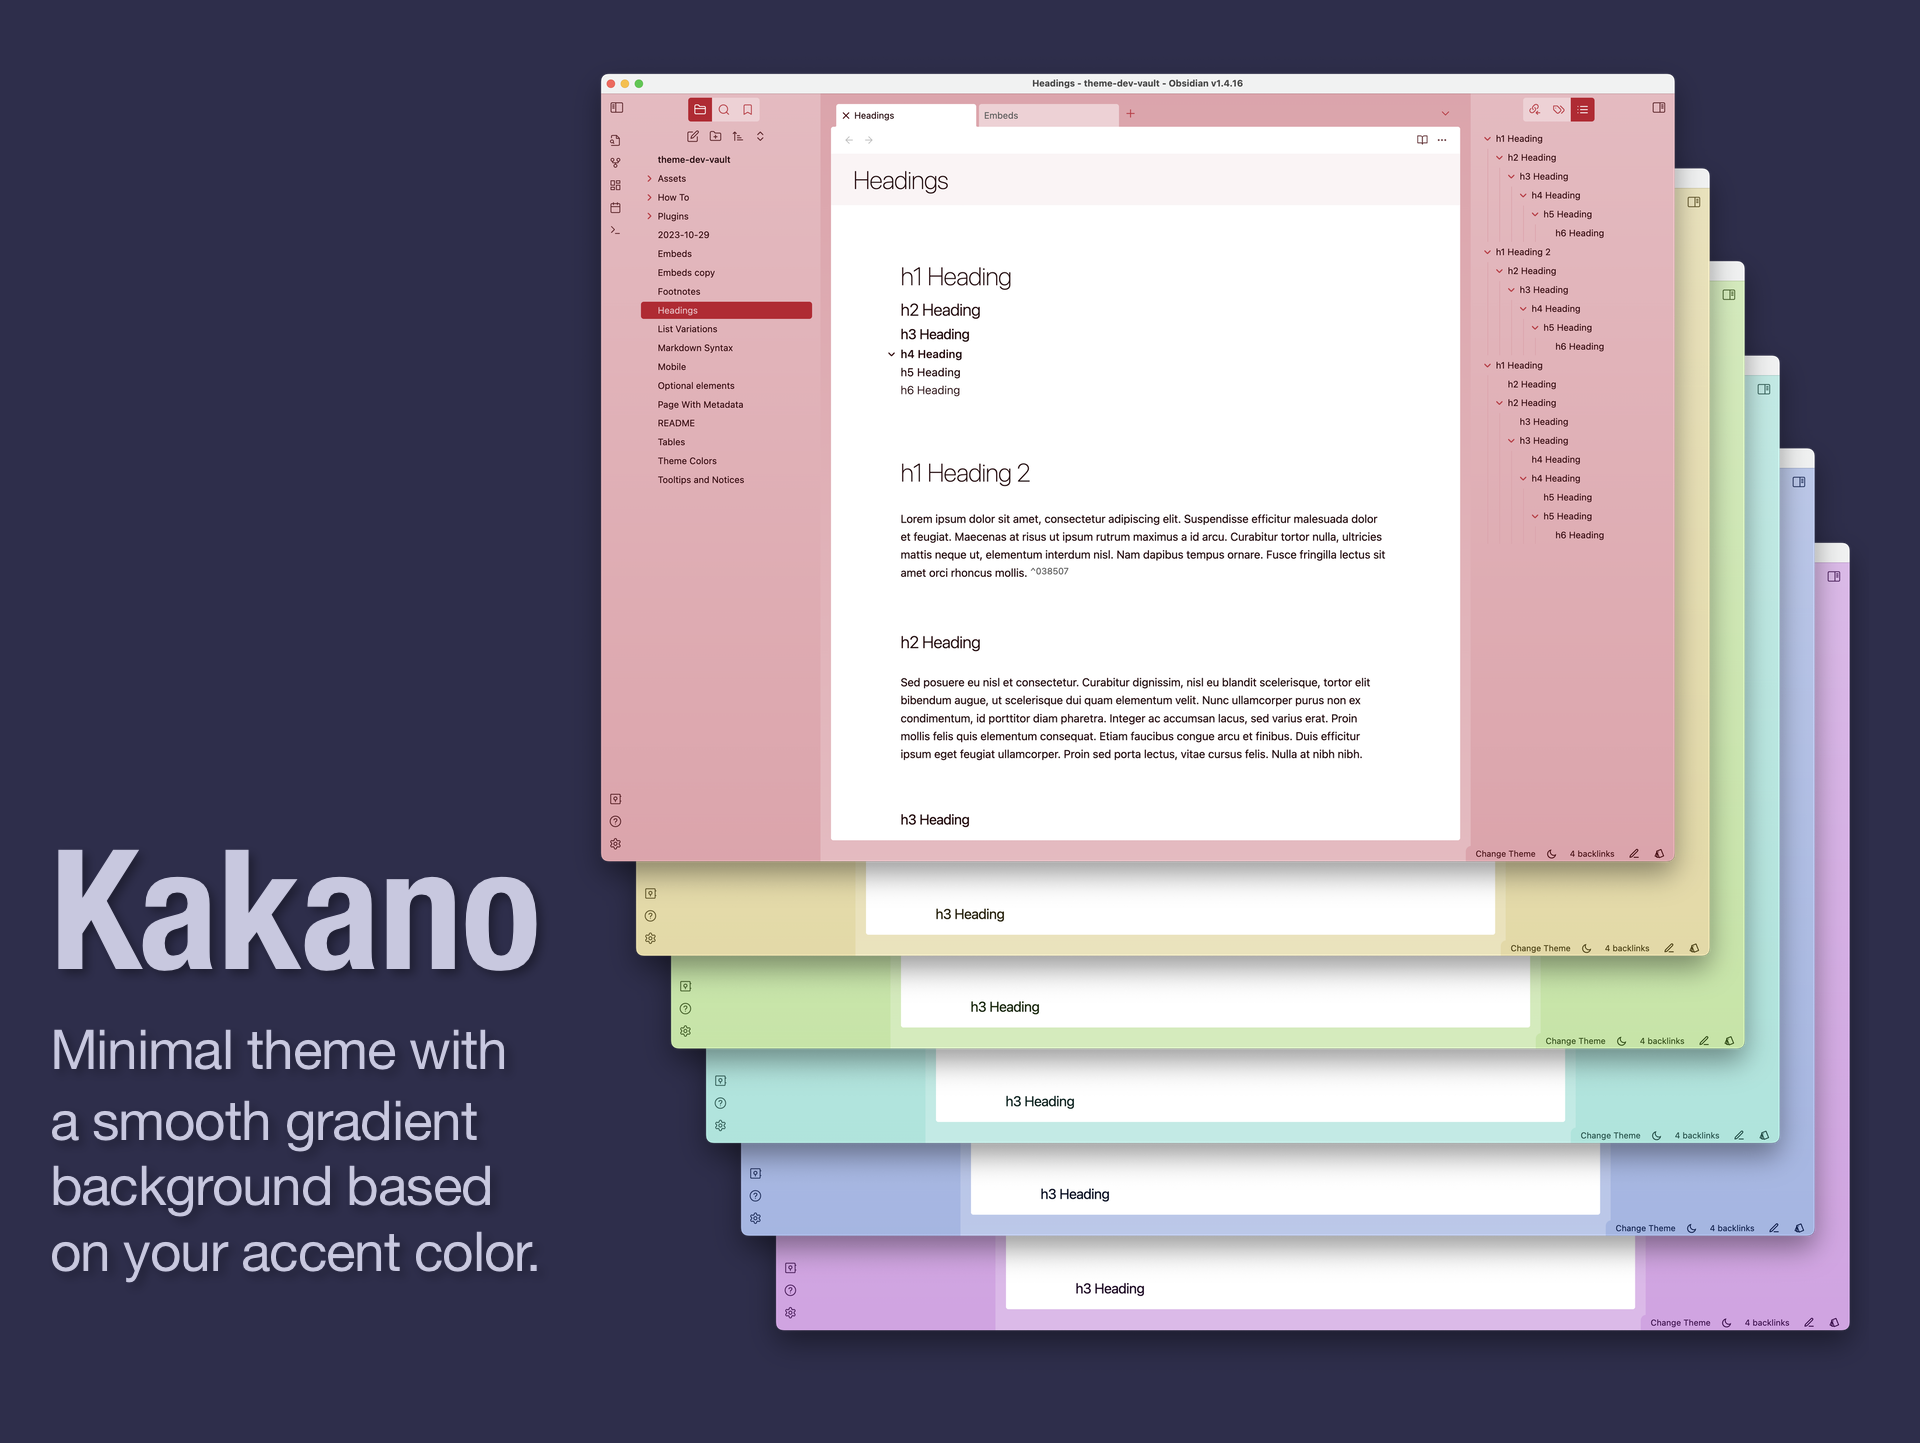 Headings - theme-dev-vault - Obsidian v1.4.16
Headings
Embeds
theme-dev-vault
Assets
How To
Plugins
2023-10-29
Embeds
Embeds copy
Footnotes
Headings
List Variations
Markdown Syntax
Mobile
Optional elements
Page With Metadata
README
Tables
Theme Colors
Tooltips and Notices
Headings
h1 Heading
h2 Heading
h3 Heading
h4 Heading
h5 Heading
h6 Heading
h1 Heading 2
Lorem ipsum dolor sit amet, consectetur adipiscing elit. Suspendisse efficitur malesuada dolor
et feugiat. Maecenas at risus ut ipsum rutrum maximus a id arcu. Curabitur tortor nulla, ultricies
mattis neque ut, elementum interdum nisl. Nam dapibus tempus ornare. Fusce fringilla lectus sit
amet orci rhoncus mollis. ^038507
h2 Heading
Sed posuere eu nisl et consectetur. Curabitur dignissim, nisl eu blandit scelerisque, tortor elit
bibendum augue, ut scelerisque dui quam elementum velit. Nunc ullamcorper purus non ex
condimentum, id porttitor diam pharetra. Integer ac accumsan lacus, sed varius erat. Proin
mollis felis quis elementum consequat. Etiam faucibus congue arcu et finibus. Duis efficitur
ipsum eget feugiat ullamcorper. Proin sed porta lectus, vitae cursus felis. Nulla at nibh nibh.
h3 Heading
h1 Heading
h2 Heading
h3 Heading
h4 Heading
h5 Heading
h6 Heading
h1 Heading 2
h2 Heading
h3 Heading
h4 Heading
h5 Heading
h6 Heading
h1 Heading
h2 Heading
h2 Heading
h3 Heading
h3 Heading
h4 Heading
h4 Heading
h5 Heading
h5 Heading
h6 Heading
Change Theme 4 backlinks
h3 Heading
Change Theme 4 backlinks
h3 Heading
Change Theme 4 backlinks
h3 Heading
Change Theme 4 backlinks
h3 Heading
Change Theme 4 backlinks
h3 Heading
Change Theme 4 backlinks
Kakano
Minimal theme with
a smooth gradient
background based
on your accent color.